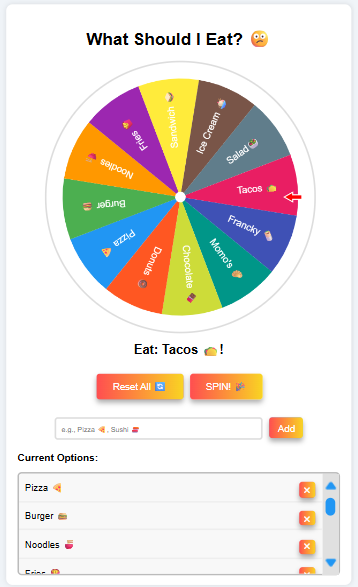 What Should I Eat? 🤔
Sandwich 🥪
Ice Cream 🍧
Salad 🥗
Tacos 🌮
Francky 🥤
Momo's 🥟
Chocolate 🍫
Donuts 🍩
Pizza 🍕
Burger 🍔
Noodles 🍜
Fries 🍟
Eat: Tacos 🌮!
Reset All 🔄
SPIN! 🎉
e.g., Pizza 🍕, Sushi 🍣
Add
Current Options:
Pizza 🍕
Burger 🍔
Noodles 🍜
Fries 🍟